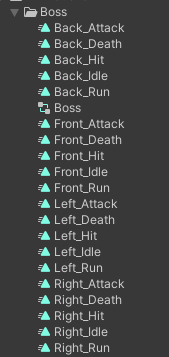 Boss
Back_Attack
Back_Death
Back_Hit
Back_Idle
Back_Run
Boss
Front_Attack
Front_Death
Front_Hit
Front_Idle
Front_Run
Left_Attack
Left_Death
Left_Hit
Left_Idle
Left_Run
Right_Attack
Right_Death
Right_Hit
Right_Idle
Right_Run